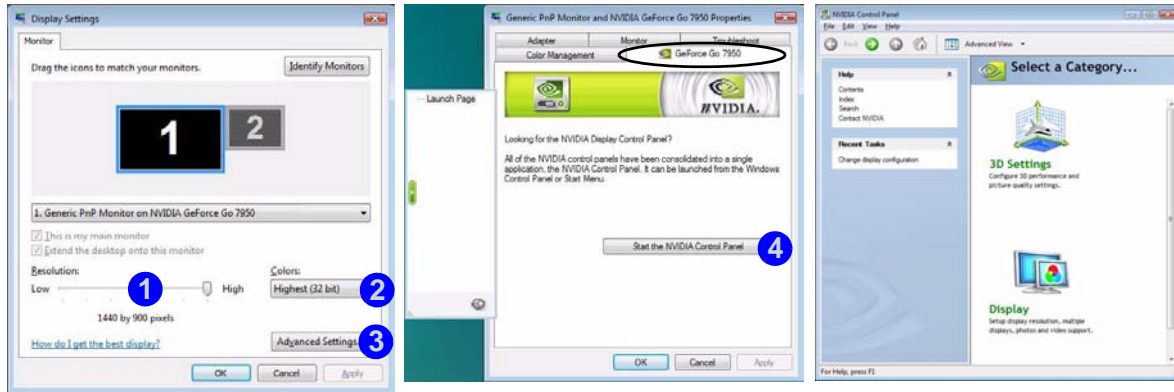 Display Settings
Monitor
Drag the icons to match your monitors.
Identify Monitors
1
2
1. Generic PnP Monitor on NVIDIA GeForce Go 7950
This is my main monitor
Extend the desktop onto this monitor
Resolution:
Colors:
Low
1
High
Highest (32 bit)
2
1440 by 900 pixels
How do I get the best display?
Advanced Settings
3
OK
Cancel
Apply
Generic PnP Monitor and NVIDIA GeForce Go 7950 Properties
Adapter
Monitor
Troubleshoot
Color Management
GeForce Go 7950
Launch Page
NVIDIA.
Looking for the NVIDIA Display Control Panel?
All of the NVIDIA control panels have been consolidated into a single
application, the NVIDIA Control Panel. It can be launched from the Windows
Control Panel or Start Menu.
Start the NVIDIA Control Panel
4
OK
Cancel
Apply
NVIDIA Control Panel
File Edit View Help
Back
Advanced View
Help
Contents
Index
Search
Contact NVIDIA
Recent Tasks
Change display configuration
Select a Category...
3D Settings
Configure 3D performance and
picture quality settings.
Display
Setup display resolution, multiple
displays, photos and video support.
For Help, press F1